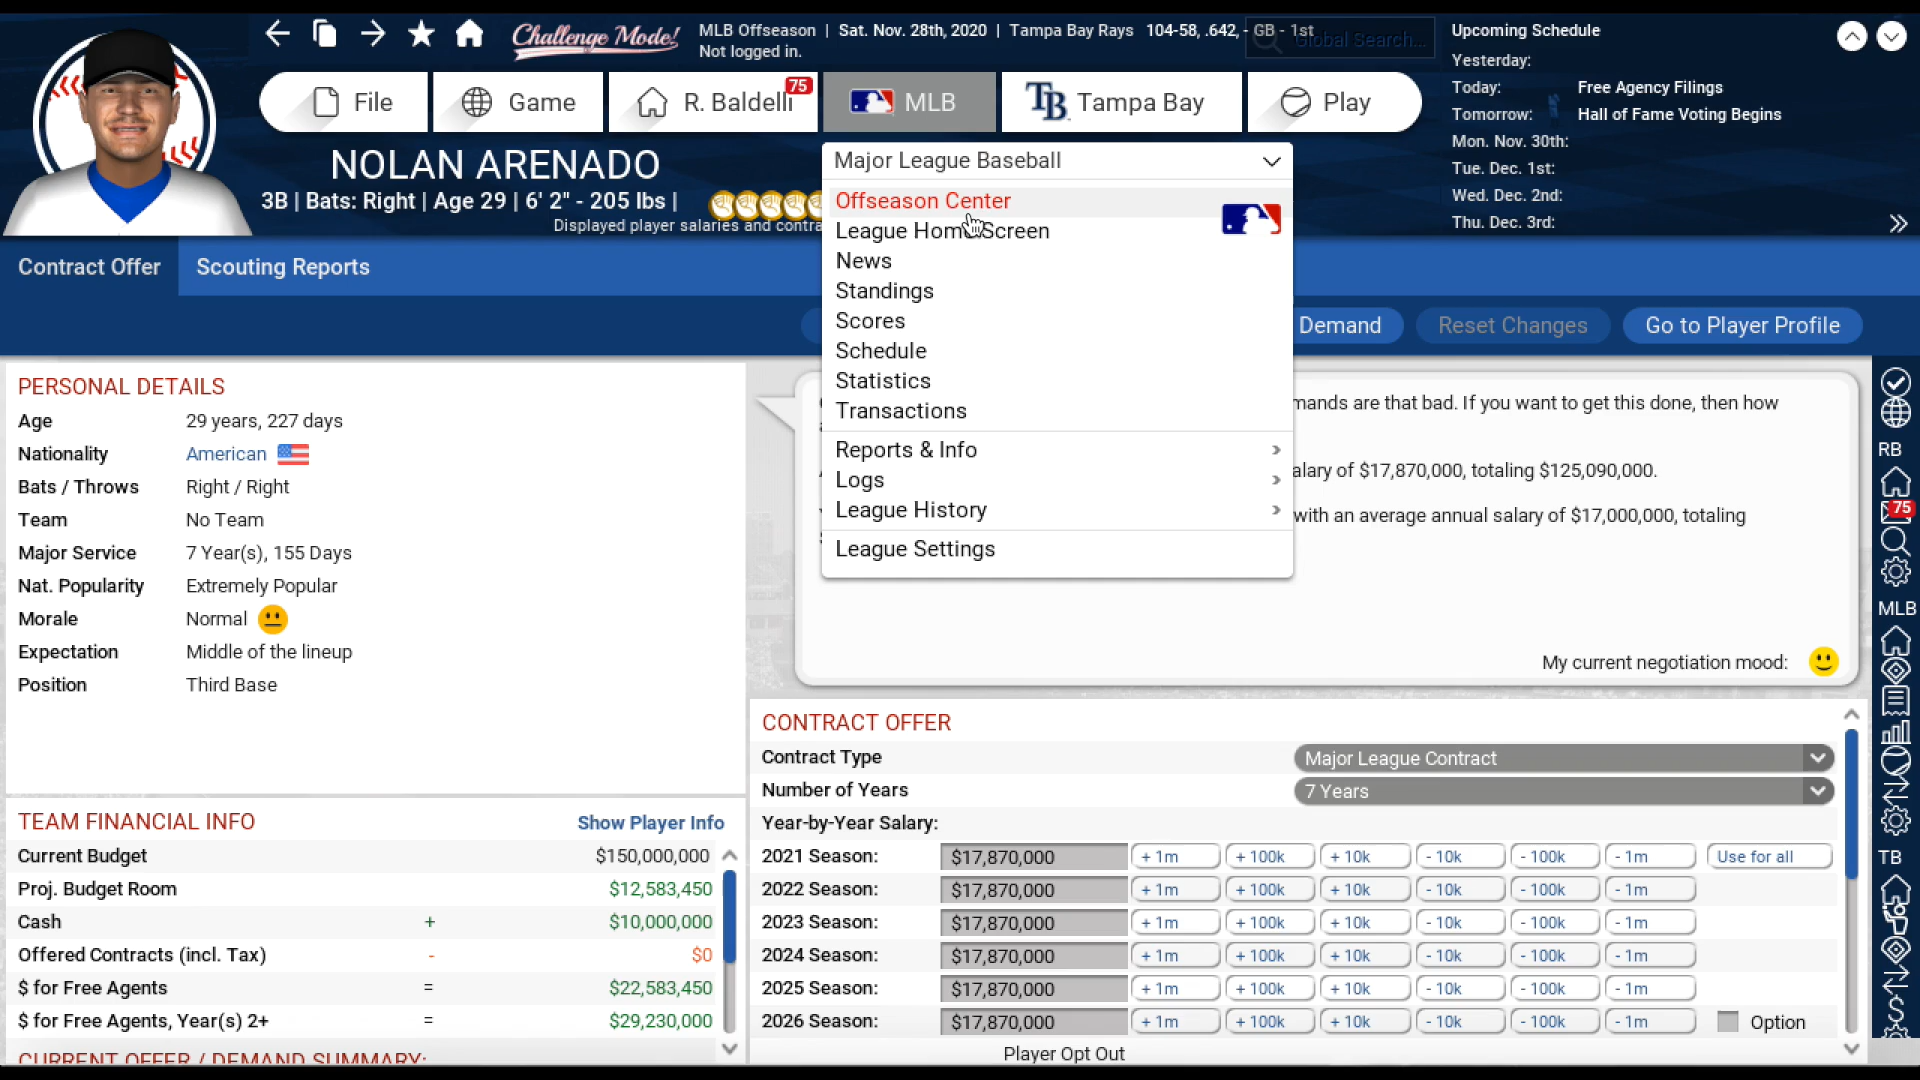 Challenge Mode!
MLB Offseason | Sat. Nov. 28th, 2020 | Tampa Bay Rays 104-58, .642, - GB - 1st
Not logged in.
Global Search...
File
Game
R. Baldelli
75
MLB
TB
Tampa Bay
Play
Upcoming Schedule
Yesterday:
Today: Free Agency Filings
Tomorrow: Hall of Fame Voting Begins
Mon. Nov. 30th:
Tue. Dec. 1st:
Wed. Dec. 2nd:
Thu. Dec. 3rd:
NOLAN ARENADO
3B | Bats: Right | Age 29 | 6' 2" - 205 lbs |
Displayed player salaries and contra
Major League Baseball
Offseason Center
League Home Screen
News
Standings
Scores
Schedule
Statistics
Transactions
Reports & Info
Logs
League History
League Settings
Contract Offer
Scouting Reports
Demand
Reset Changes
Go to Player Profile
PERSONAL DETAILS
Age 29 years, 227 days
Nationality American
Bats / Throws Right / Right
Team No Team
Major Service 7 Year(s), 155 Days
Nat. Popularity Extremely Popular
Morale Normal
Expectation Middle of the lineup
Position Third Base
mands are that bad. If you want to get this done, then how
alary of $17,870,000, totaling $125,090,000.
with an average annual salary of $17,000,000, totaling
My current negotiation mood:
TEAM FINANCIAL INFO
Show Player Info
Current Budget $150,000,000
Proj. Budget Room $12,583,450
Cash + $10,000,000
Offered Contracts (incl. Tax) - $0
$ for Free Agents = $22,583,450
$ for Free Agents, Year(s) 2+ = $29,230,000
CURRENT OFFER / DEMAND SUMMARY:
CONTRACT OFFER
Contract Type Major League Contract
Number of Years 7 Years
Year-by-Year Salary:
2021 Season: $17,870,000 + 1m + 100k + 10k - 10k - 100k - 1m Use for all
2022 Season: $17,870,000 + 1m + 100k + 10k - 10k - 100k - 1m
2023 Season: $17,870,000 + 1m + 100k + 10k - 10k - 100k - 1m
2024 Season: $17,870,000 + 1m + 100k + 10k - 10k - 100k - 1m
2025 Season: $17,870,000 + 1m + 100k + 10k - 10k - 100k - 1m
2026 Season: $17,870,000 + 1m + 100k + 10k - 10k - 100k - 1m Option
Player Opt Out
RB
75
MLB
TB